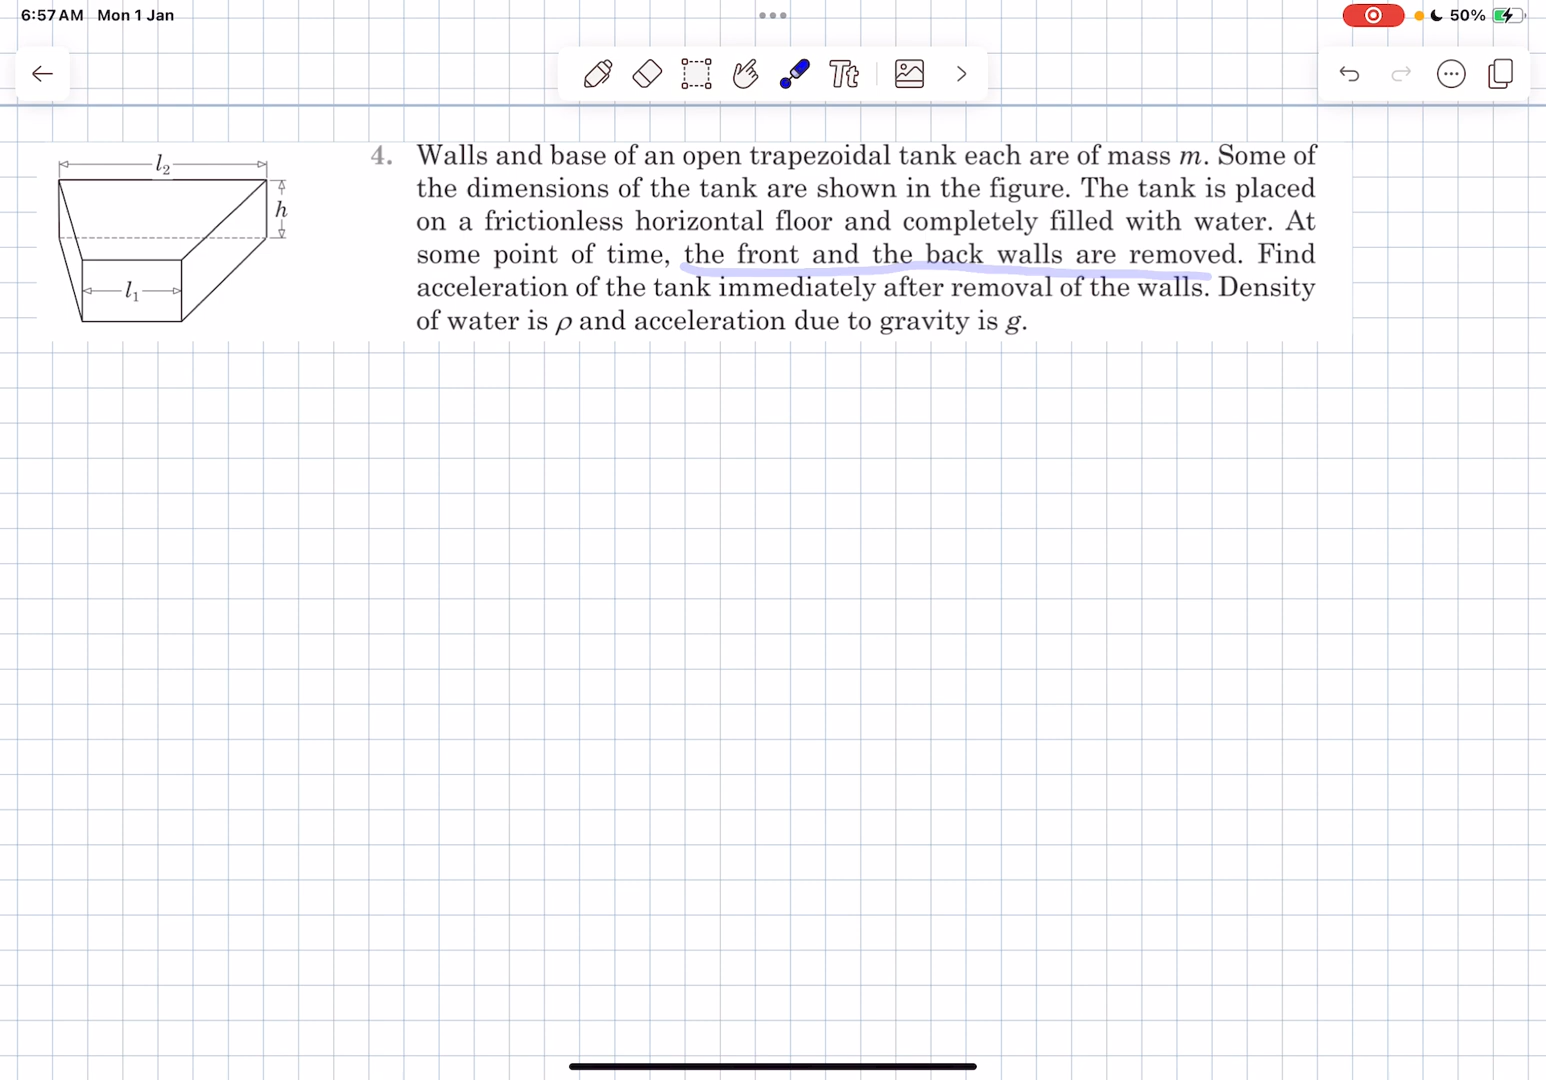 6:57 AM Mon 1 Jan
50%
Tt
l₂
h
l₁
4. Walls and base of an open trapezoidal tank each are of mass m. Some of
the dimensions of the tank are shown in the figure. The tank is placed
on a frictionless horizontal floor and completely filled with water. At
some point of time, the front and the back walls are removed. Find
acceleration of the tank immediately after removal of the walls. Density
of water is ρ and acceleration due to gravity is g.